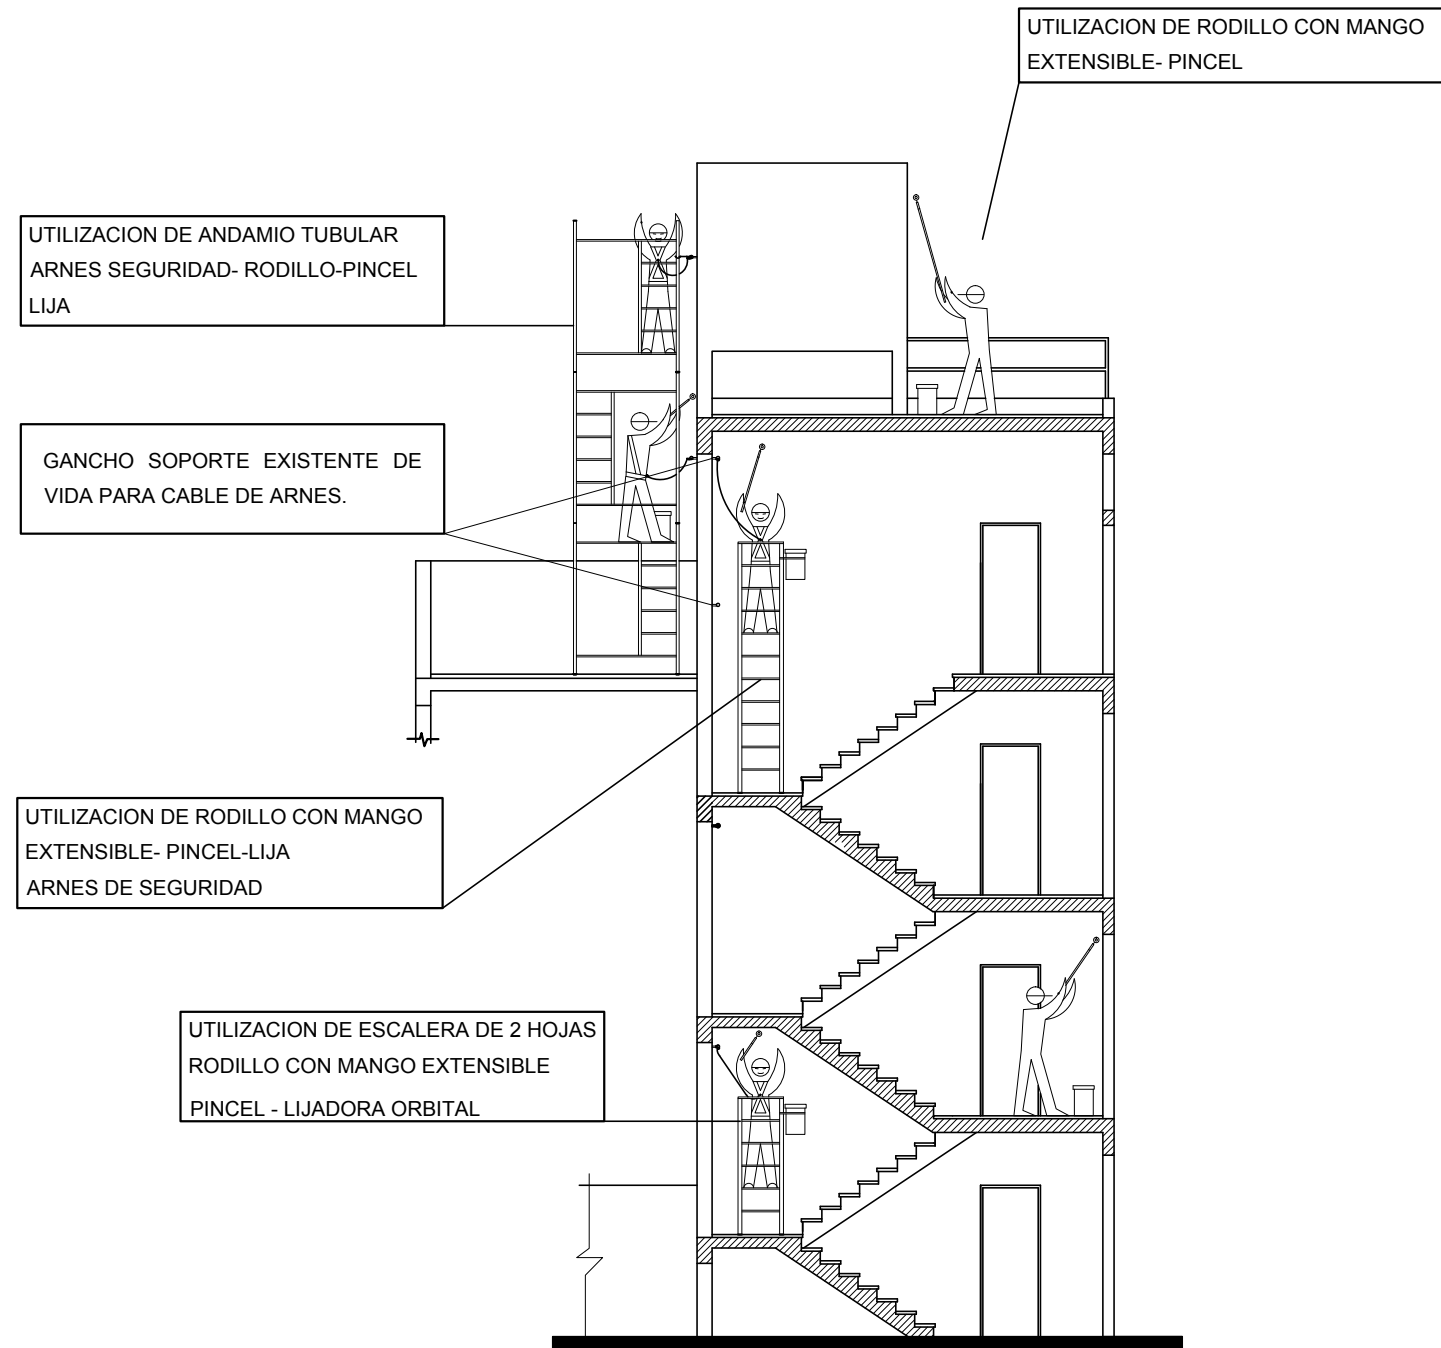 UTILIZACION DE RODILLO CON MANGO
EXTENSIBLE- PINCEL
UTILIZACION DE ANDAMIO TUBULAR
ARNES SEGURIDAD- RODILLO-PINCEL
LIJA
GANCHO SOPORTE EXISTENTE DE
VIDA PARA CABLE DE ARNES.
UTILIZACION DE RODILLO CON MANGO
EXTENSIBLE- PINCEL-LIJA
ARNES DE SEGURIDAD
UTILIZACION DE ESCALERA DE 2 HOJAS
RODILLO CON MANGO EXTENSIBLE
PINCEL - LIJADORA ORBITAL